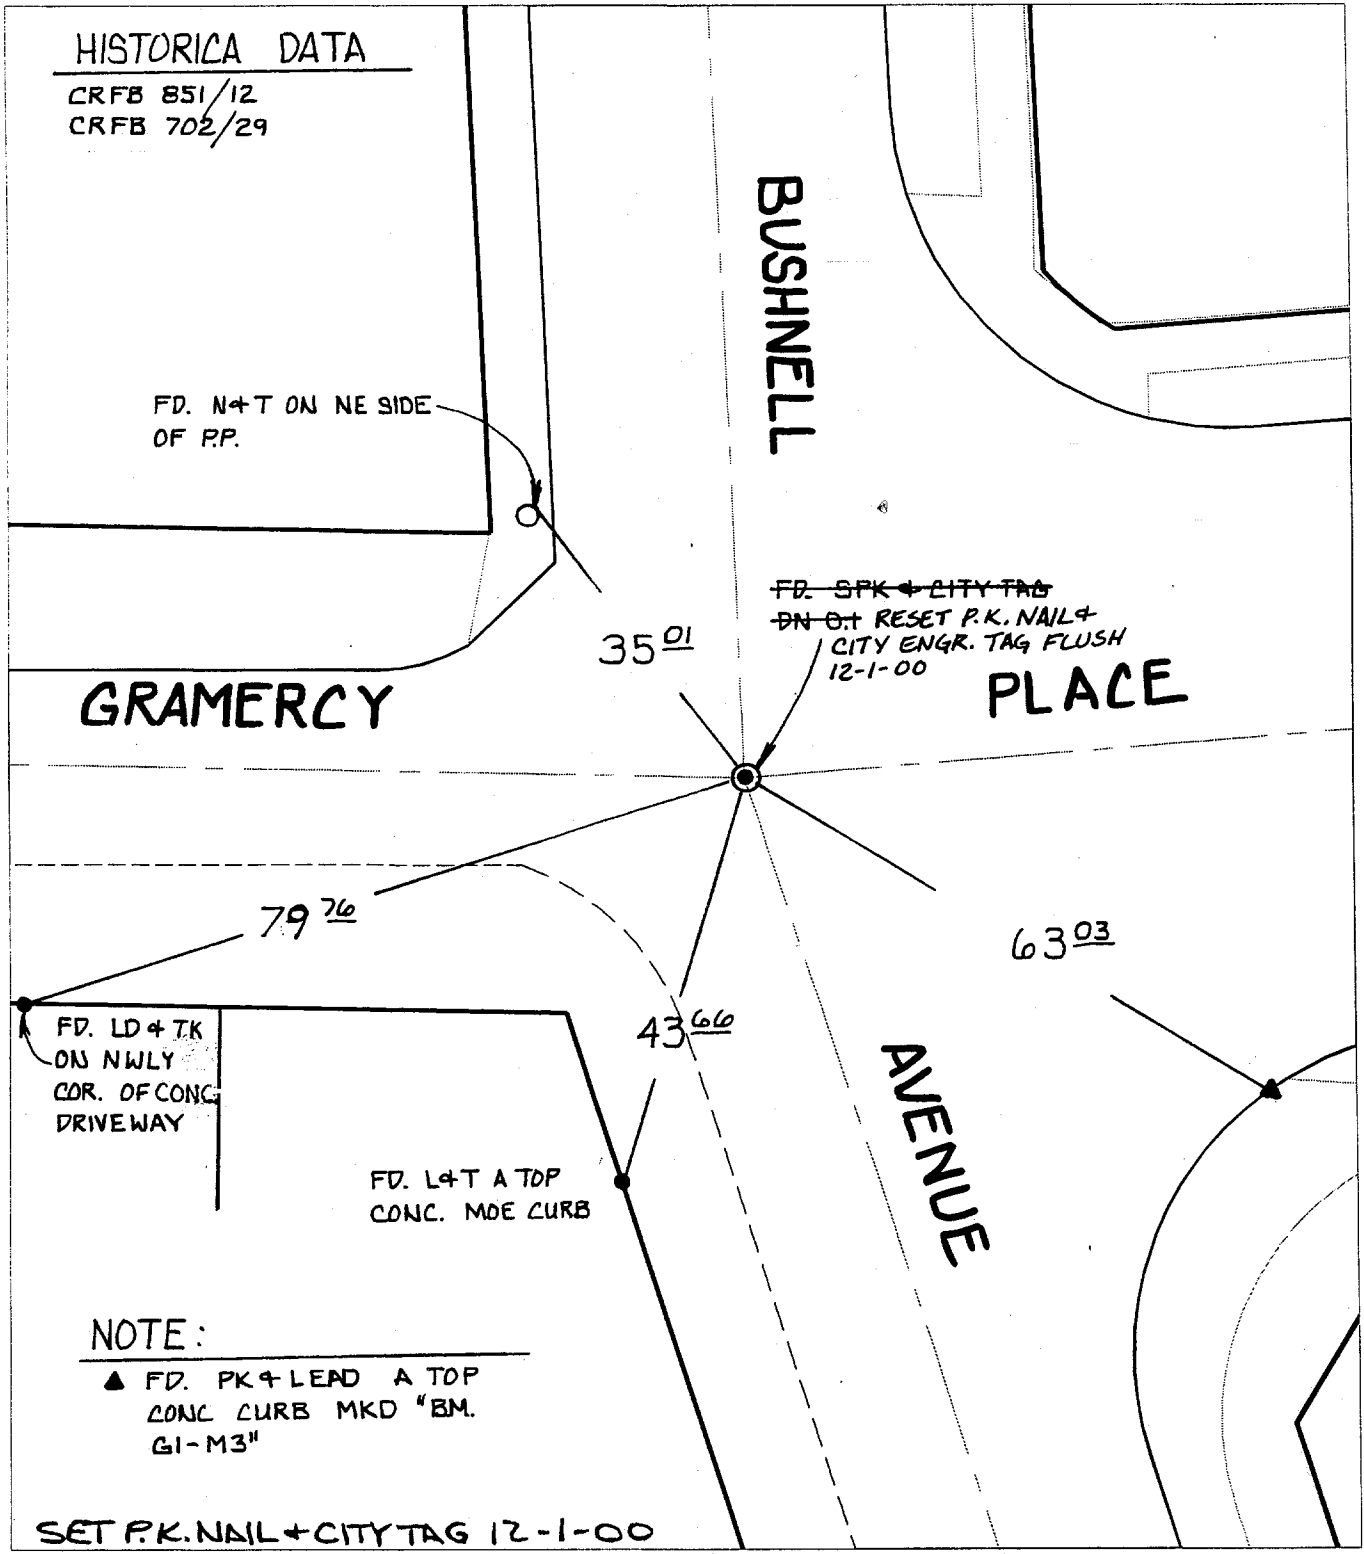 HISTORICA DATA
CRFB 851/12
CRFB 702/29
BUSHNELL
FD. N&T ON NE SIDE
OF P.P.
FD. SPK & CITY TAG
DN 0.1 RESET P.K. NAIL &
CITY ENGR. TAG FLUSH
12-1-00
35 01
GRAMERCY
PLACE
79 76
63 03
43 66
FD. LD & TK
ON NWLY
COR. OF CONC.
DRIVEWAY
AVENUE
FD. L&T A TOP
CONC. MOE CURB
NOTE:
▲ FD. PK & LEAD A TOP
CONC CURB MKD "BM.
G1-M3"
SET P.K. NAIL + CITY TAG 12-1-00